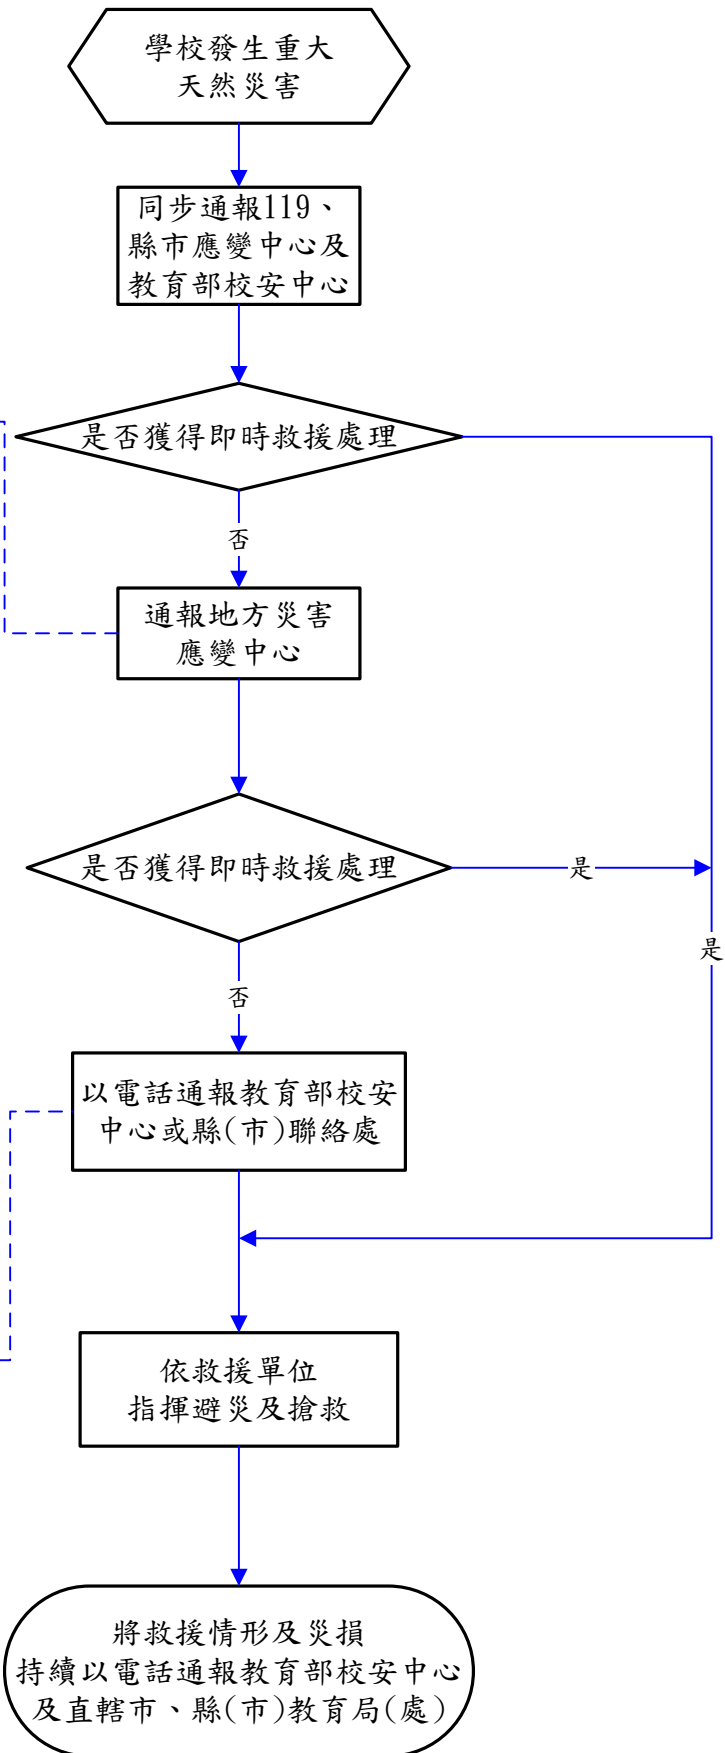 學校發生重大
天然災害
同步通報119、
縣市應變中心及
教育部校安中心
是否獲得即時救援處理
否
通報地方災害
應變中心
是否獲得即時救援處理
是
是
否
以電話通報教育部校安
中心或縣(市)聯絡處
依救援單位
指揮避災及搶救
將救援情形及災損
持續以電話通報教育部校安中心
及直轄市、縣(市)教育局(處)